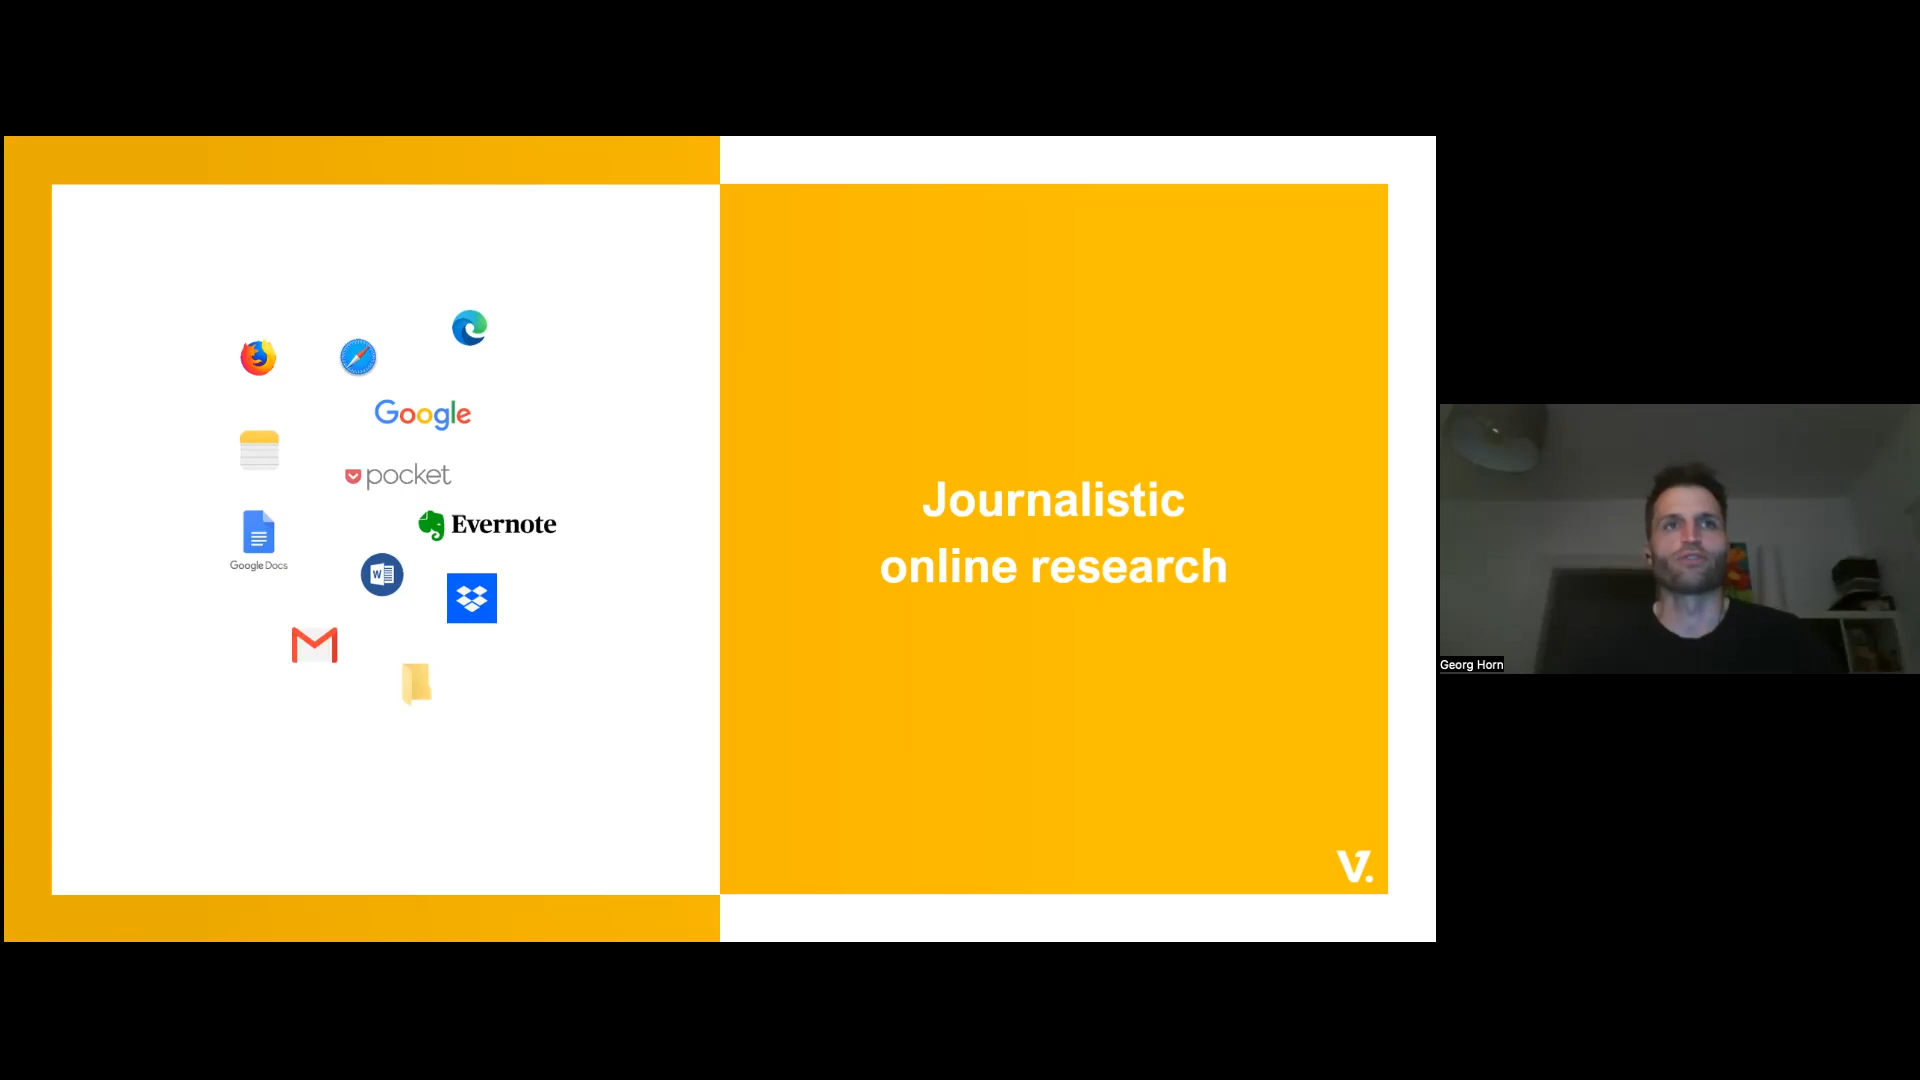 Google
pocket
Evernote
Google Docs
W
Journalistic
online research
V.
Georg Horn